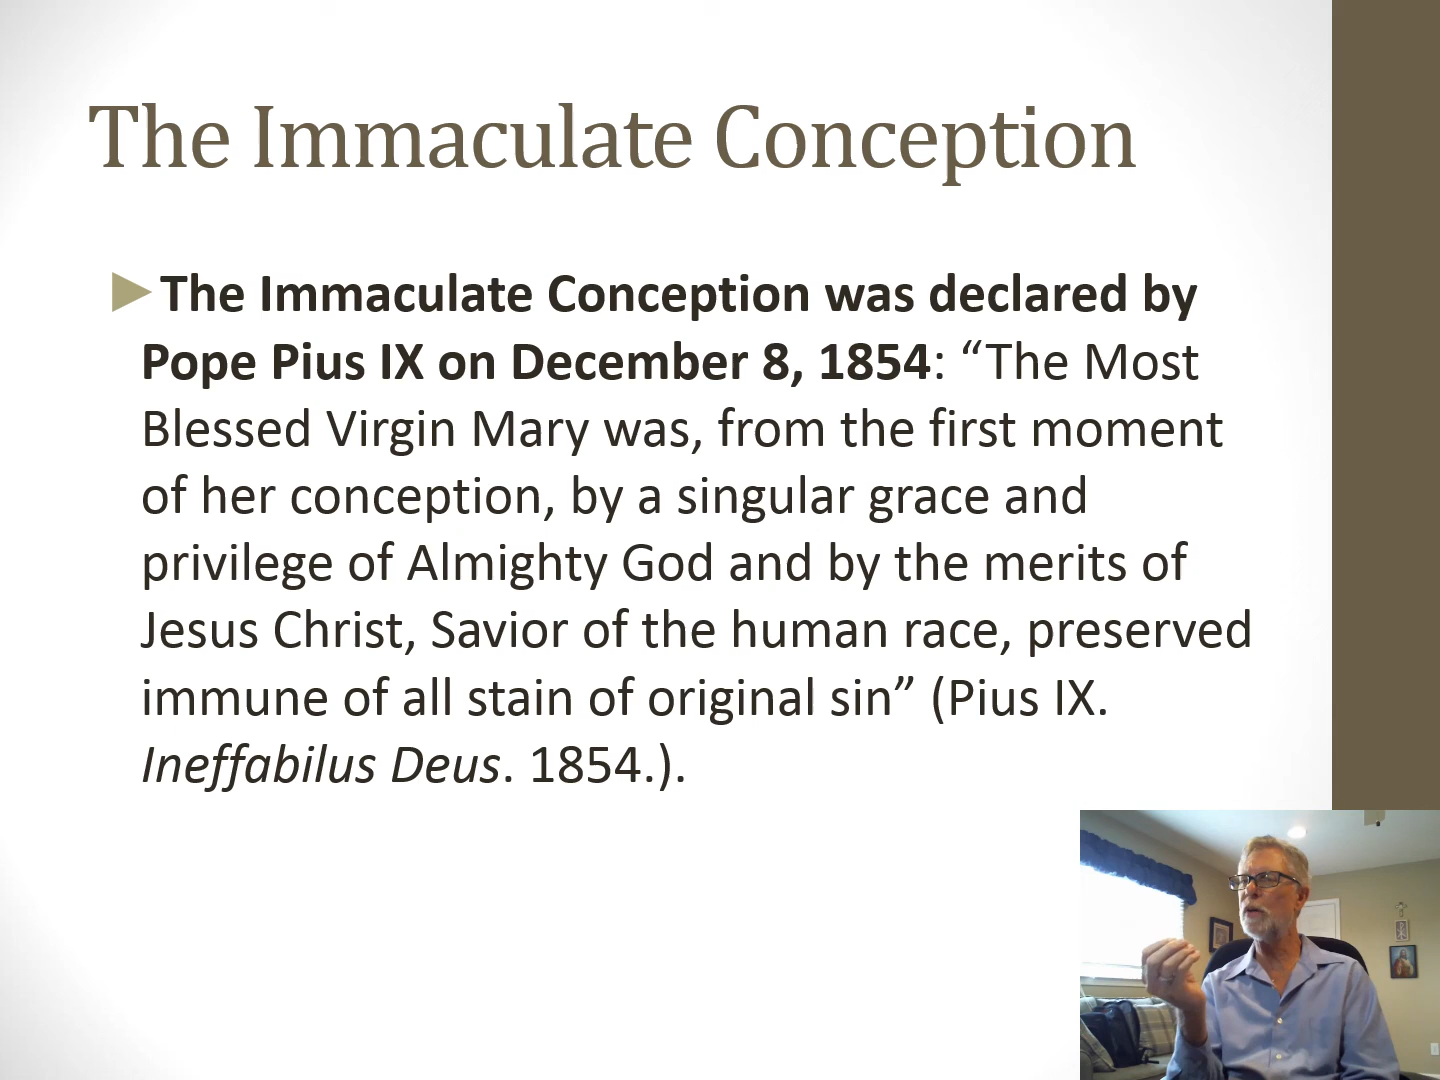 The Immaculate Conception
►The Immaculate Conception was declared by
Pope Pius IX on December 8, 1854: “The Most
Blessed Virgin Mary was, from the first moment
of her conception, by a singular grace and
privilege of Almighty God and by the merits of
Jesus Christ, Savior of the human race, preserved
immune of all stain of original sin” (Pius IX.
Ineffabilus Deus. 1854.).